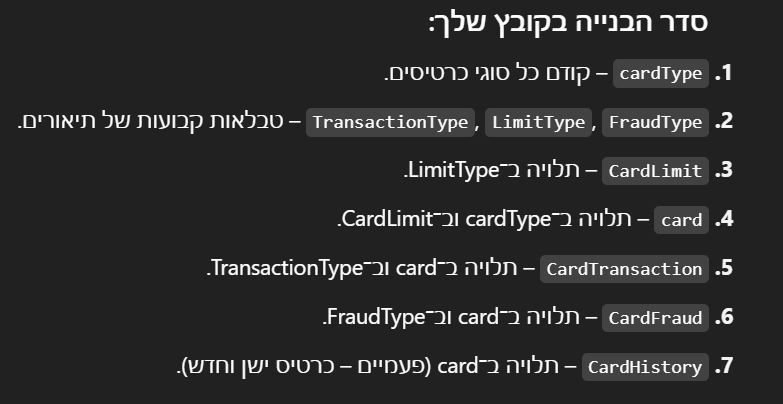 סדר הבנייה בקובץ שלך:
1. cardType – קודם כל סוגי כרטיסים.
2. TransactionType, LimitType, FraudType – טבלאות קבועות של תיאורים.
3. CardLimit – תלויה ב־LimitType.
4. card – תלויה ב־cardType וב־CardLimit.
5. CardTransaction – תלויה ב־card וב־TransactionType.
6. CardFraud – תלויה ב־card וב־FraudType.
7. CardHistory – תלויה ב־card (פעמיים – כרטיס ישן וחדש).